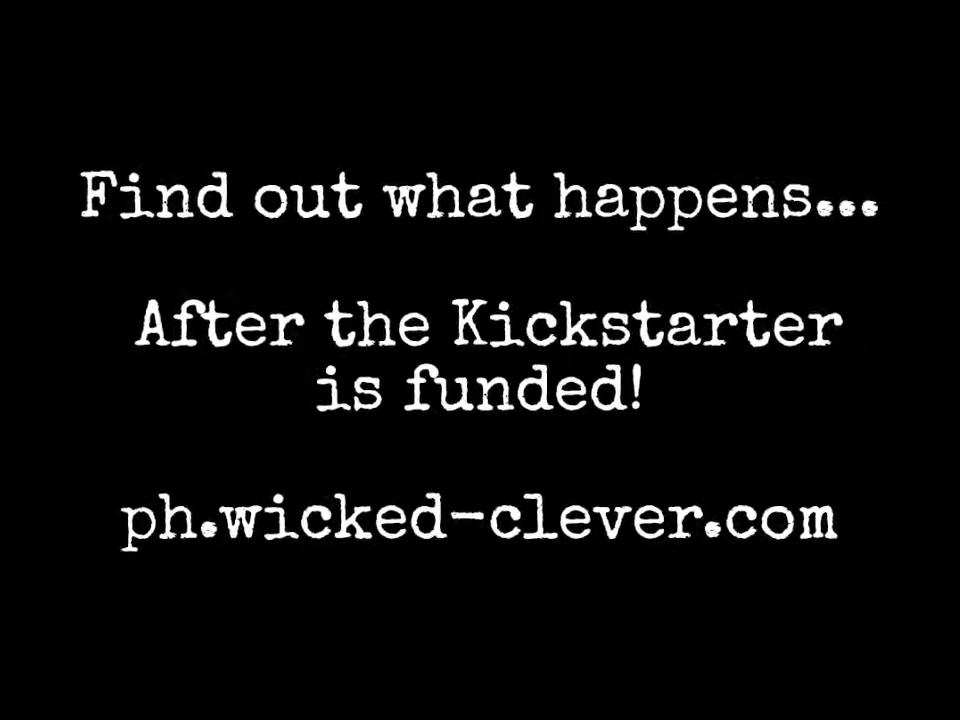 Find out what happens...
After the Kickstarter
is funded!
ph.wicked-clever.com